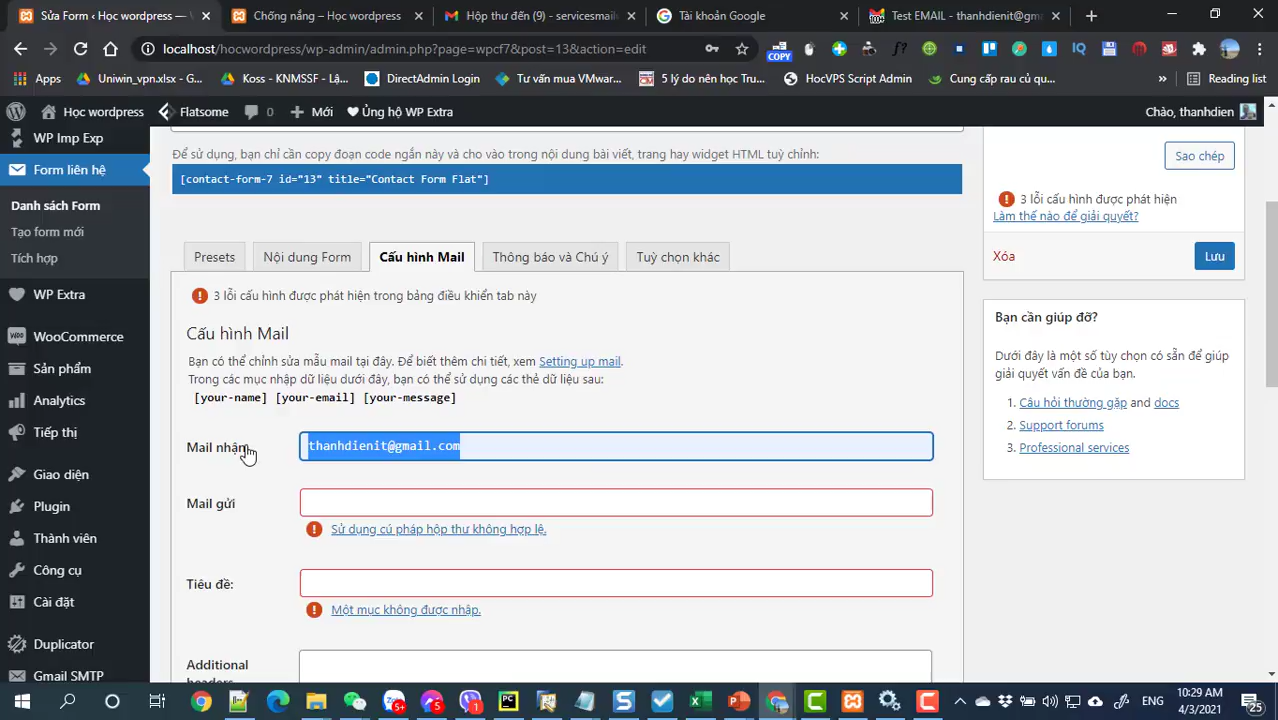 Sửa Form ‹ Học wordpress — W
Chống nắng – Học wordpress
Hộp thư đến (9) - servicesmail
Tài khoản Google
Test EMAIL - thanhdienit@gma
localhost/hocwordpress/wp-admin/admin.php?page=wpcf7&post=13&action=edit
COPY
Apps
Uniwin_vpn.xlsx - G...
Koss - KNMSSF - Lậ...
DirectAdmin Login
Tư vấn mua VMwar...
5 lý do nên học Tru...
HocVPS Script Admin
Cung cấp rau củ qu...
»
Reading list
Học wordpress
Flatsome
0
Mới
Ủng hộ WP Extra
Chào, thanhdien
WP Imp Exp
Form liên hệ
Danh sách Form
Tạo form mới
Tích hợp
WP Extra
WooCommerce
Sản phẩm
Analytics
Tiếp thị
Giao diện
Plugin
Thành viên
Công cụ
Cài đặt
Duplicator
Gmail SMTP
Để sử dụng, bạn chỉ cần copy đoạn code ngắn này và cho vào trong nội dung bài viết, trang hay widget HTML tuỳ chỉnh:
[contact-form-7 id="13" title="Contact Form Flat"]
Presets
Nội dung Form
Cấu hình Mail
Thông báo và Chú ý
Tuỳ chọn khác
3 lỗi cấu hình được phát hiện trong bảng điều khiển tab này
Cấu hình Mail
Bạn có thể chỉnh sửa mẫu mail tại đây. Để biết thêm chi tiết, xem Setting up mail.
Trong các mục nhập dữ liệu dưới đây, bạn có thể sử dụng các thẻ dữ liệu sau:
[your-name] [your-email] [your-message]
Mail nhận
thanhdienit@gmail.com
Mail gửi
Sử dụng cú pháp hộp thư không hợp lệ.
Tiêu đề:
Một mục không được nhập.
Additional
headers
Sao chép
3 lỗi cấu hình được phát hiện
Làm thế nào để giải quyết?
Xóa
Lưu
Bạn cần giúp đỡ?
Dưới đây là một số tùy chọn có sẵn để giúp
giải quyết vấn đề của bạn.
1. Câu hỏi thường gặp and docs
2. Support forums
3. Professional services
ENG
10:29 AM
4/3/2021
25